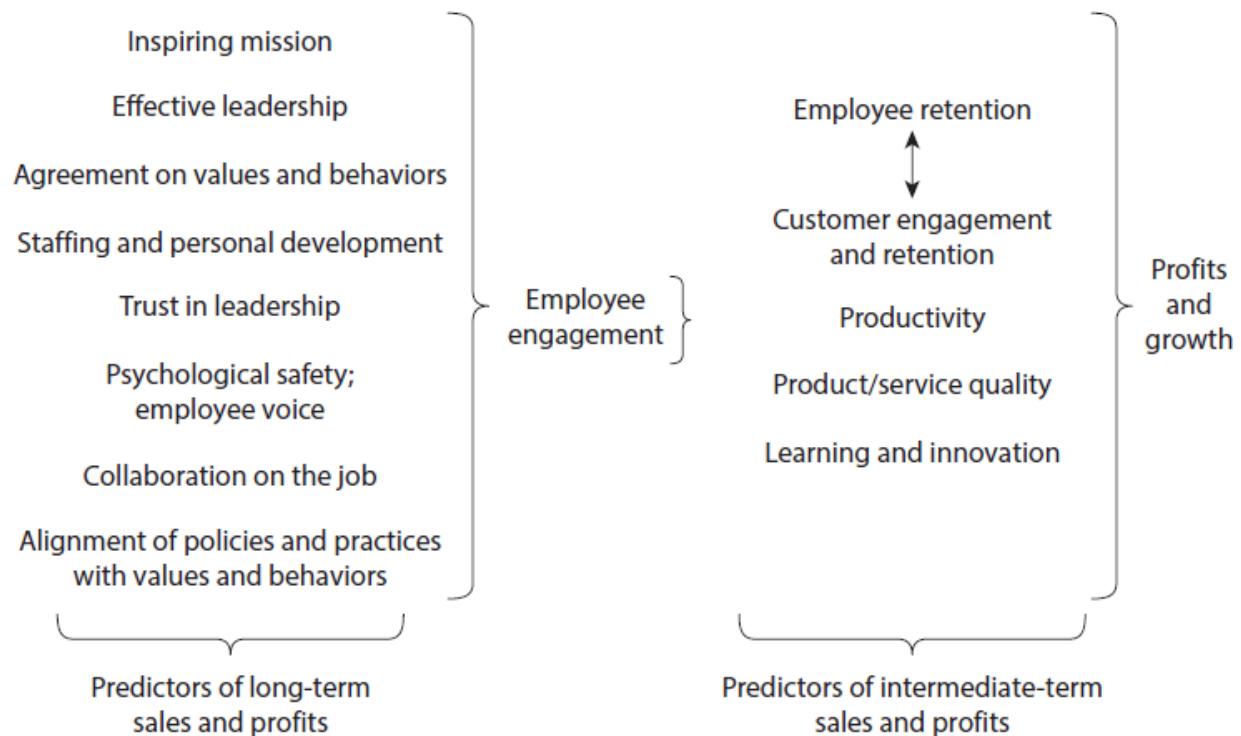 Inspiring mission
Effective leadership
Agreement on values and behaviors
Staffing and personal development
Trust in leadership
Psychological safety;
employee voice
Collaboration on the job
Alignment of policies and practices
with values and behaviors
Predictors of long-term
sales and profits
Employee
engagement
Employee retention
Customer engagement
and retention
Productivity
Product/service quality
Learning and innovation
Predictors of intermediate-term
sales and profits
Profits
and
growth